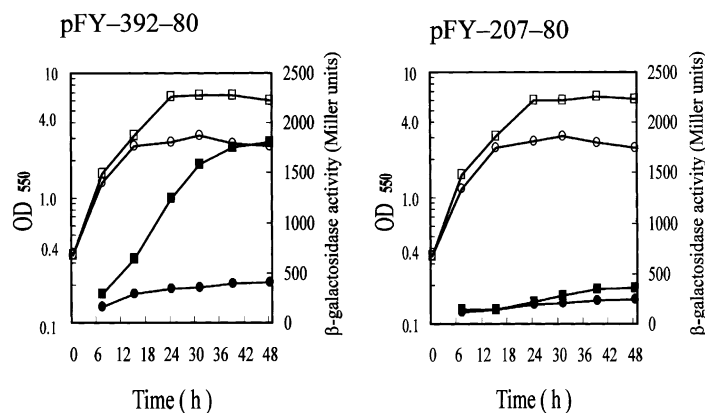 pFY–392–80
pFY–207–80
10
4.0
1.0
0.4
0.1
OD 550
2500
2000
1500
1000
500
0
β-galactosidase activity (Miller units)
0 6 12 18 24 30 36 42 48
Time ( h )
10
4.0
1.0
0.4
0.1
OD 550
2500
2000
1500
1000
500
0
β-galactosidase activity (Miller units)
0 6 12 18 24 30 36 42 48
Time ( h )